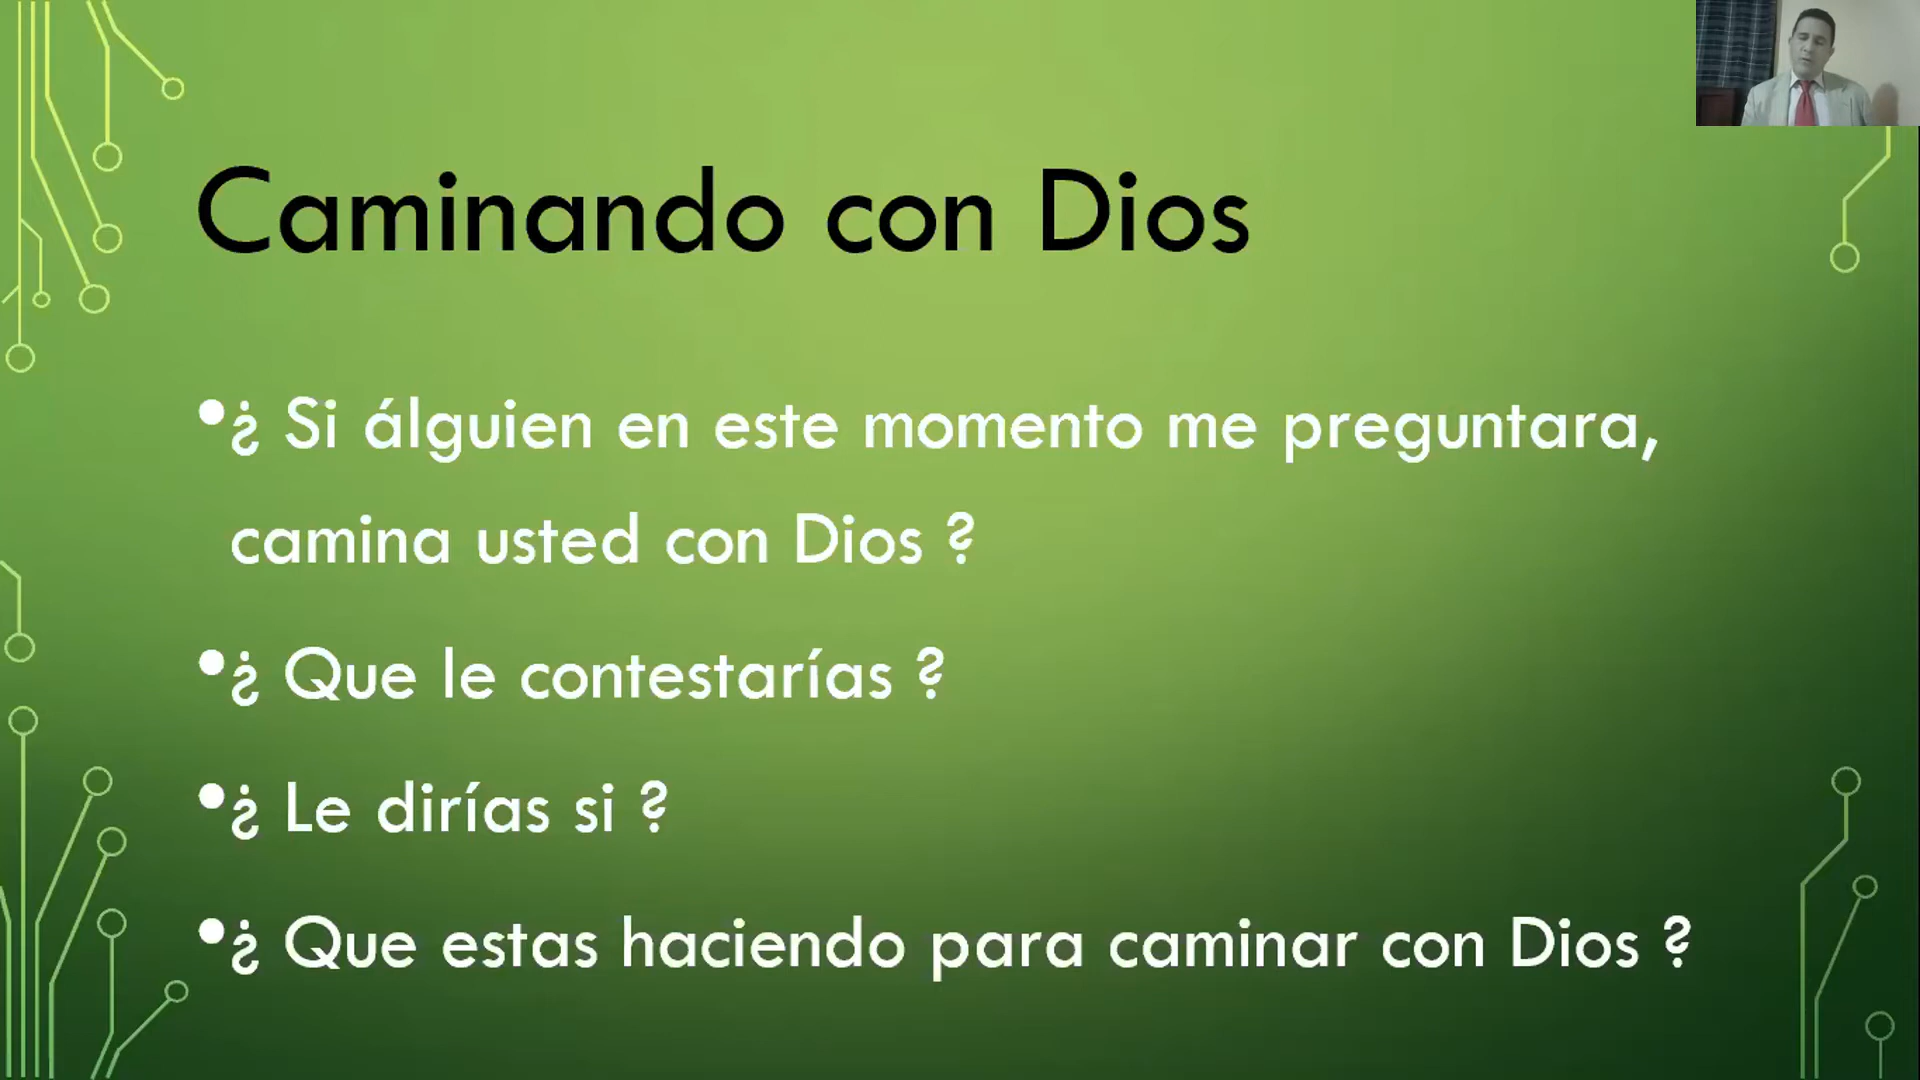 Caminando con Dios
•¿ Si álguien en este momento me preguntara,
camina usted con Dios ?
•¿ Que le contestarías ?
•¿ Le dirías si ?
•¿ Que estas haciendo para caminar con Dios ?